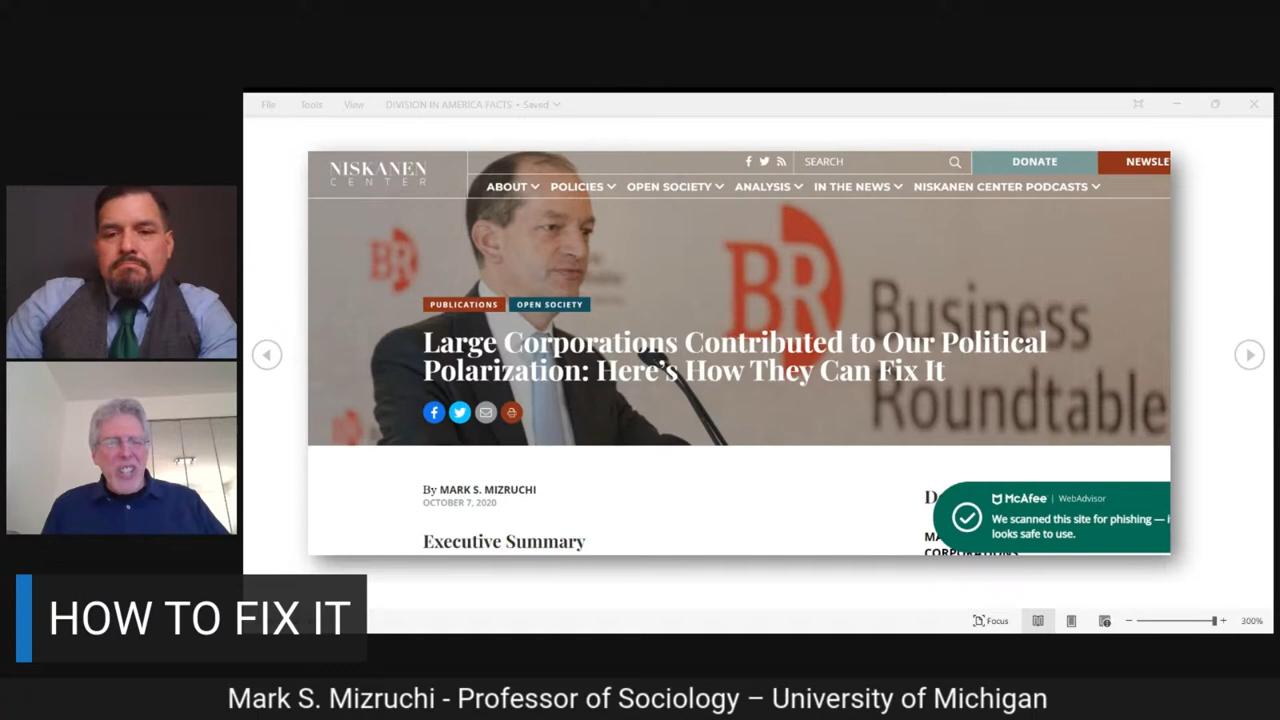 File Tools View DIVISION IN AMERICA FACTS • Saved
NISKANEN
CENTER
SEARCH
DONATE
NEWSLE
ABOUT POLICIES OPEN SOCIETY ANALYSIS IN THE NEWS NISKANEN CENTER PODCASTS
BR
BR
Business
Roundtable
PUBLICATIONS OPEN SOCIETY
Large Corporations Contributed to Our Political
Polarization: Here's How They Can Fix It
By MARK S. MIZRUCHI
OCTOBER 7, 2020
Executive Summary
McAfee | WebAdvisor
We scanned this site for phishing — i
looks safe to use.
CORPORATIONS
Focus
300%
HOW TO FIX IT
Mark S. Mizruchi - Professor of Sociology – University of Michigan